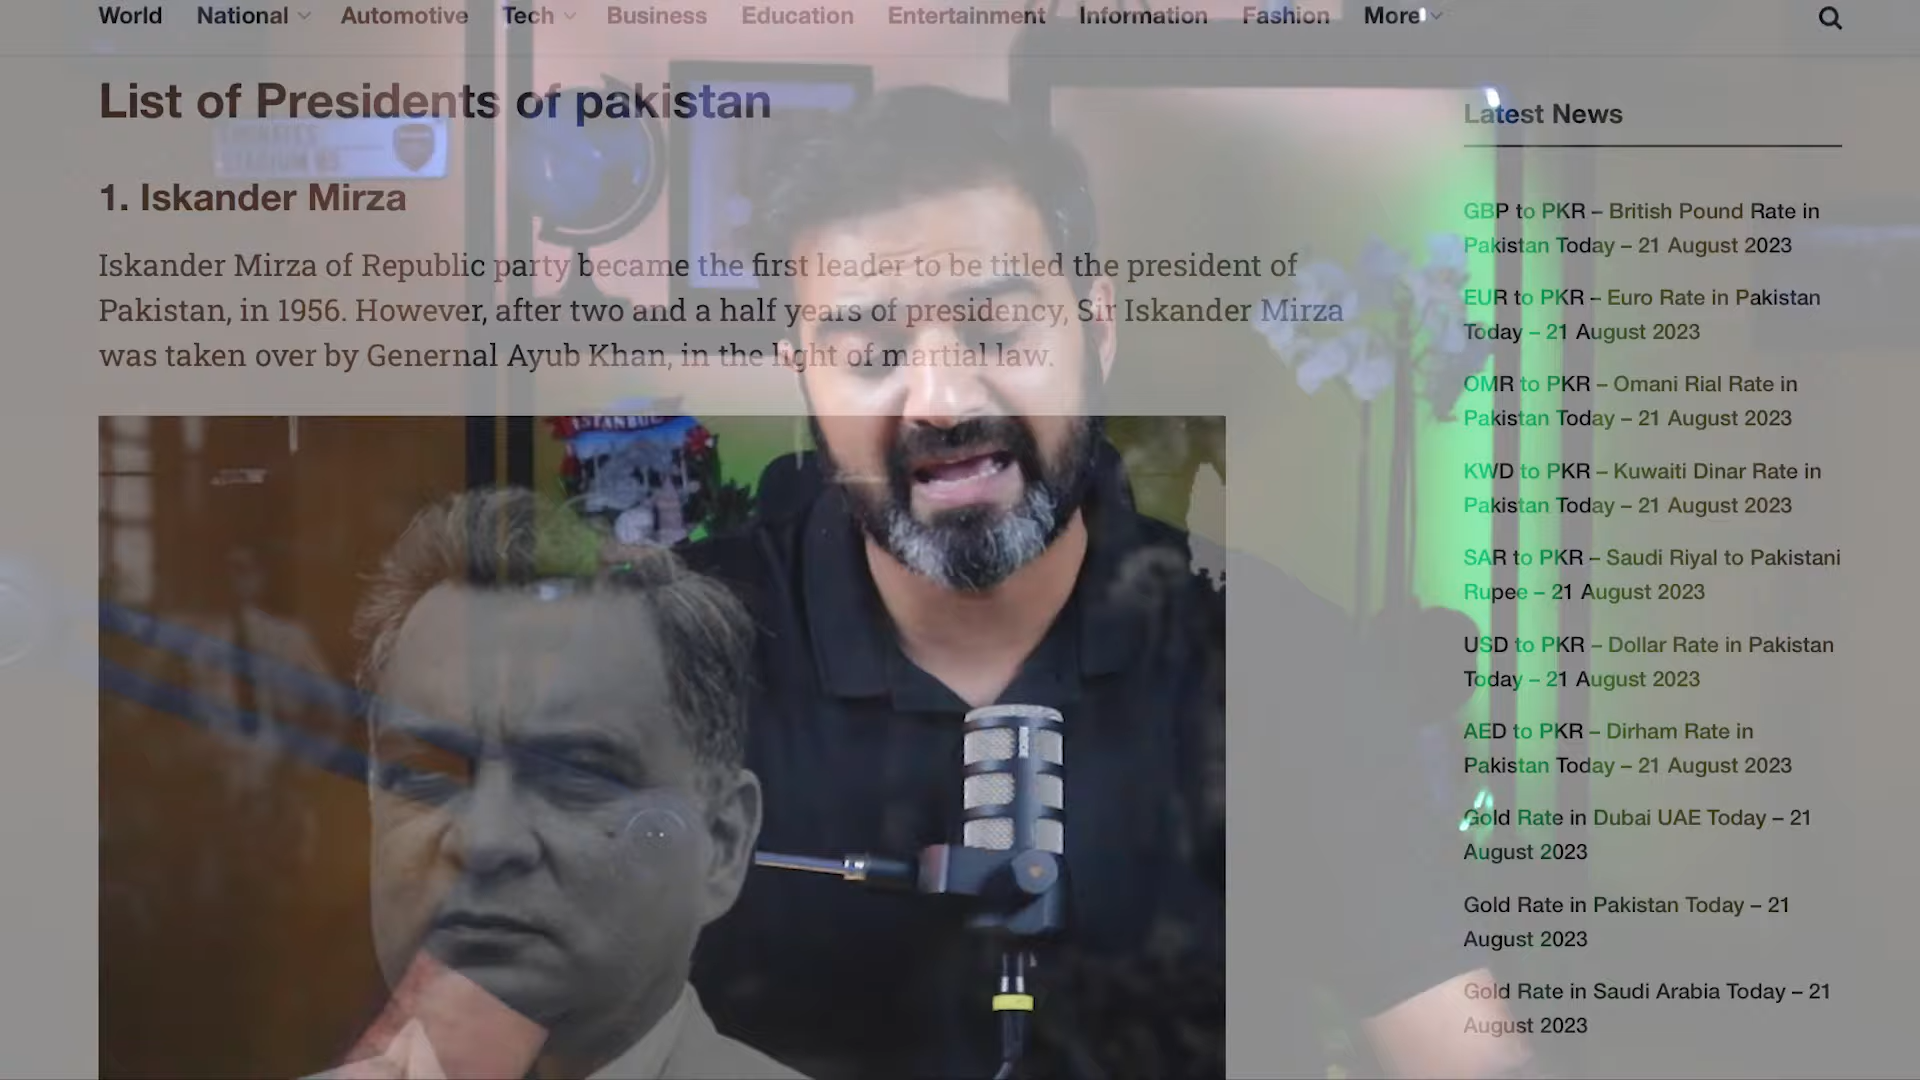 World National Automotive Tech Business Education Entertainment Information Fashion More
List of Presidents of pakistan
1. Iskander Mirza
Iskander Mirza of Republic party became the first leader to be titled the president of
Pakistan, in 1956. However, after two and a half years of presidency, Sir Iskander Mirza
was taken over by Genernal Ayub Khan, in the light of martial law.
ISTANBUL
Latest News
GBP to PKR – British Pound Rate in
Pakistan Today – 21 August 2023
EUR to PKR – Euro Rate in Pakistan
Today – 21 August 2023
OMR to PKR – Omani Rial Rate in
Pakistan Today – 21 August 2023
KWD to PKR – Kuwaiti Dinar Rate in
Pakistan Today – 21 August 2023
SAR to PKR – Saudi Riyal to Pakistani
Rupee – 21 August 2023
USD to PKR – Dollar Rate in Pakistan
Today – 21 August 2023
AED to PKR – Dirham Rate in
Pakistan Today – 21 August 2023
Gold Rate in Dubai UAE Today – 21
August 2023
Gold Rate in Pakistan Today – 21
August 2023
Gold Rate in Saudi Arabia Today – 21
August 2023